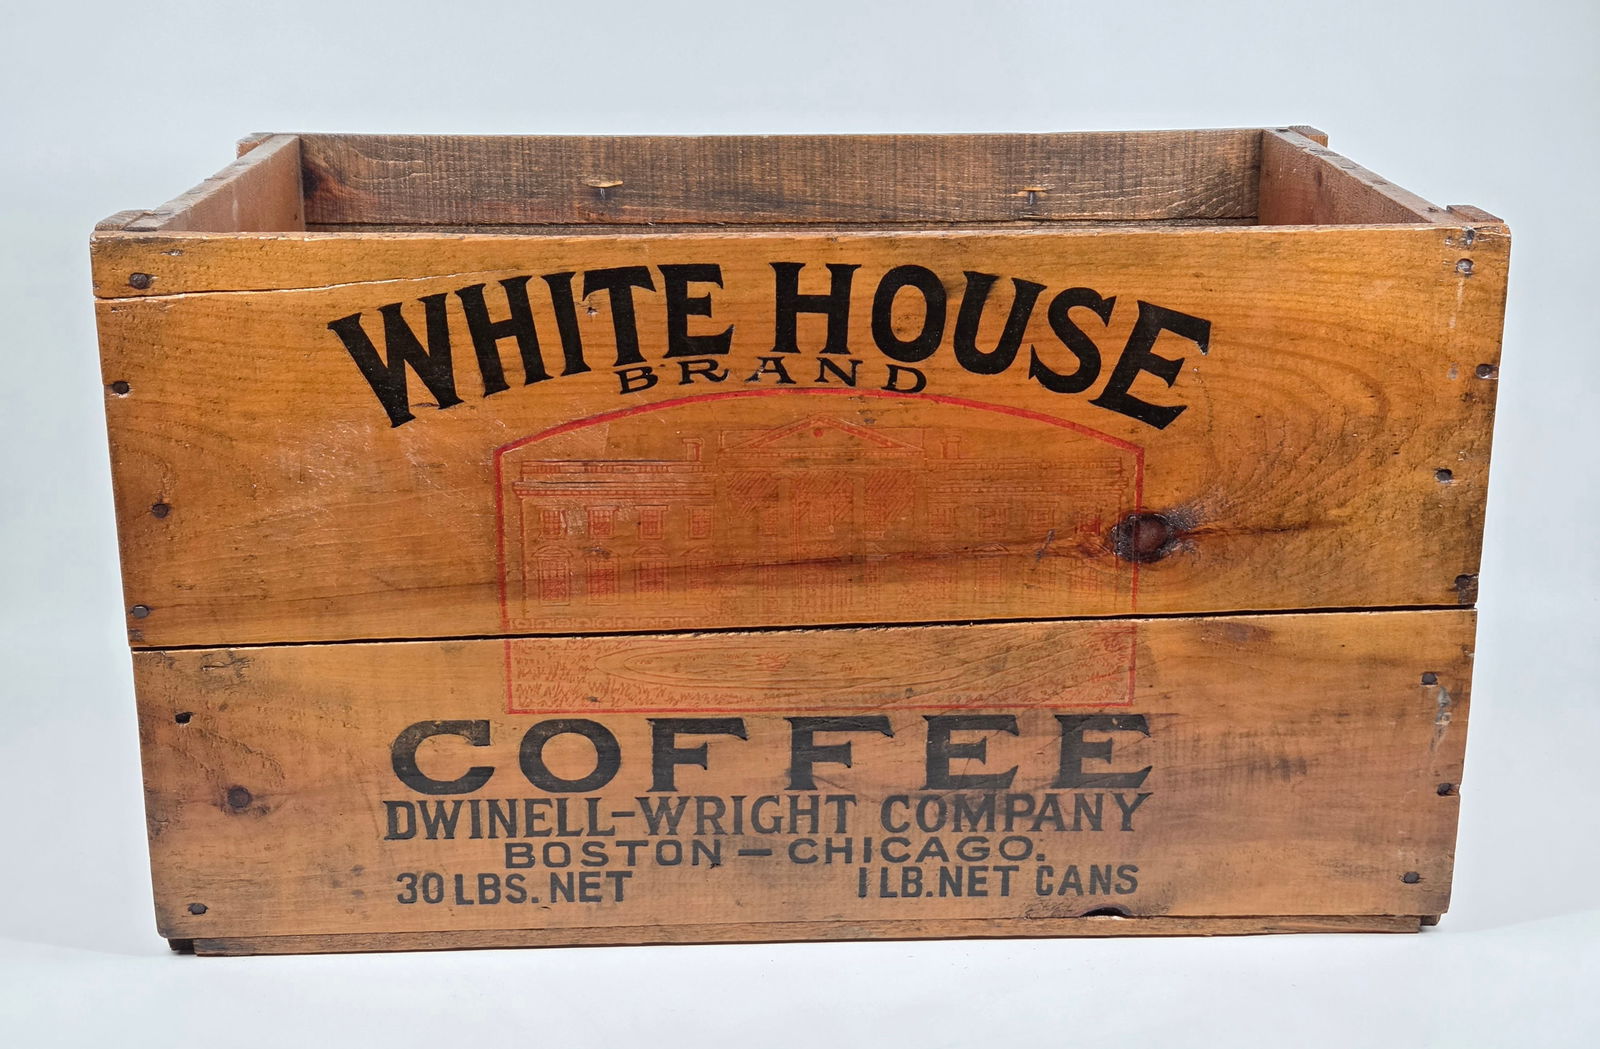 WHITE HOUSE
BRAND
COFFEE
DWINELL-WRIGHT COMPANY
BOSTON — CHICAGO.
30 LBS. NET 1 LB. NET CANS